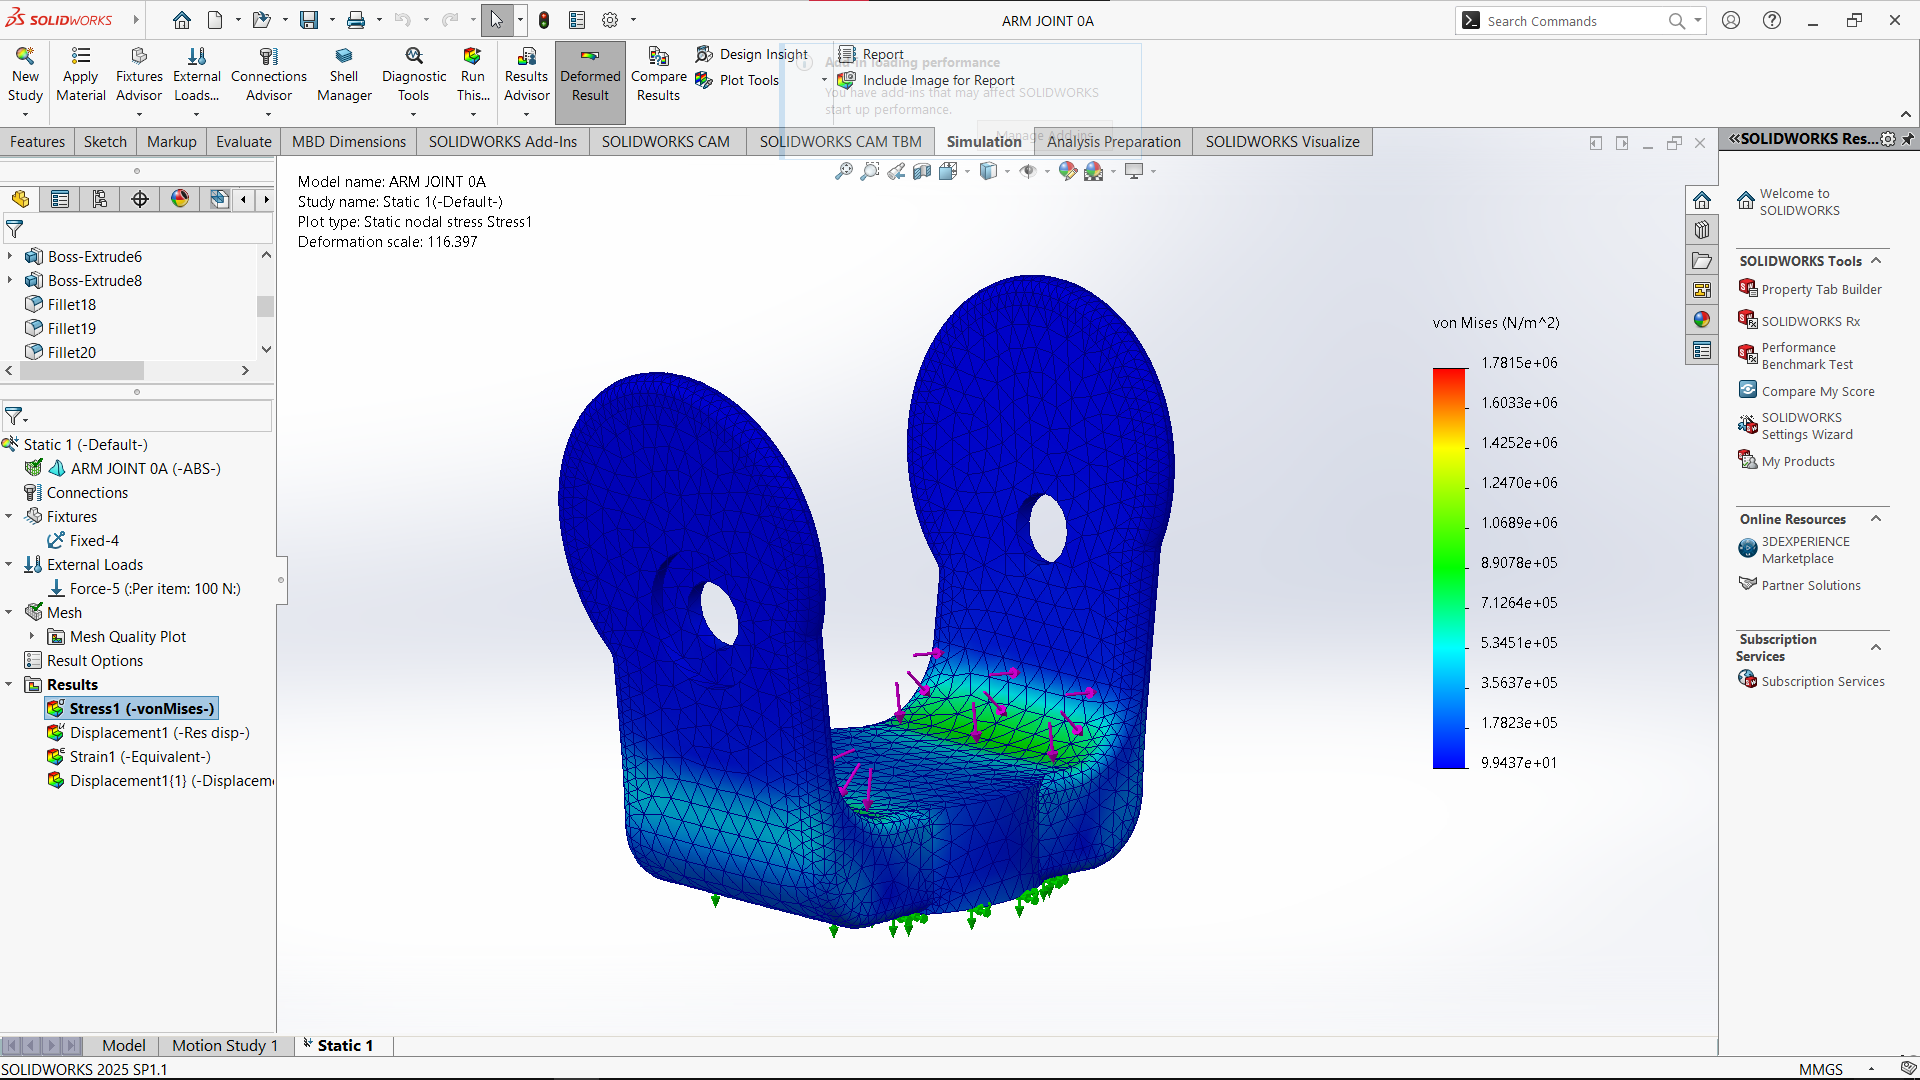 SOLIDWORKS
ARM JOINT 0A
Search Commands
New Study
Apply Material
Fixtures Advisor
External Loads...
Connections Advisor
Shell Manager
Diagnostic Tools
Run This...
Results Advisor
Deformed Result
Compare Results
Design Insight
Plot Tools
Report
Include Image for Report
Add-in loading performance
You have add-ins that may affect SOLIDWORKS
start up performance.
Manage Add-ins
Features
Sketch
Markup
Evaluate
MBD Dimensions
SOLIDWORKS Add-Ins
SOLIDWORKS CAM
SOLIDWORKS CAM TBM
Simulation
Analysis Preparation
SOLIDWORKS Visualize
Boss-Extrude6
Boss-Extrude8
Fillet18
Fillet19
Fillet20
Static 1 (-Default-)
ARM JOINT 0A (-ABS-)
Connections
Fixtures
Fixed-4
External Loads
Force-5 (:Per item: 100 N:)
Mesh
Mesh Quality Plot
Result Options
Results
Stress1 (-vonMises-)
Displacement1 (-Res disp-)
Strain1 (-Equivalent-)
Displacement1{1} (-Displacem
Model name: ARM JOINT 0A
Study name: Static 1(-Default-)
Plot type: Static nodal stress Stress1
Deformation scale: 116.397
von Mises (N/m^2)
1.7815e+06
1.6033e+06
1.4252e+06
1.2470e+06
1.0689e+06
8.9078e+05
7.1264e+05
5.3451e+05
3.5637e+05
1.7823e+05
9.9437e+01
SOLIDWORKS Res...
Welcome to
SOLIDWORKS
SOLIDWORKS Tools
Property Tab Builder
SOLIDWORKS Rx
Performance
Benchmark Test
Compare My Score
SOLIDWORKS
Settings Wizard
My Products
Online Resources
3DEXPERIENCE
Marketplace
Partner Solutions
Subscription
Services
Subscription Services
Model
Motion Study 1
Static 1
SOLIDWORKS 2025 SP1.1
MMGS